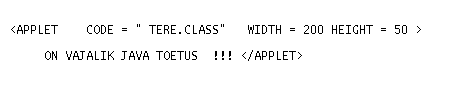 <APPLET CODE = " TERE.CLASS" WIDTH = 200 HEIGHT = 50 >
ON VAJALIK JAVA TOETUS !!! </APPLET>